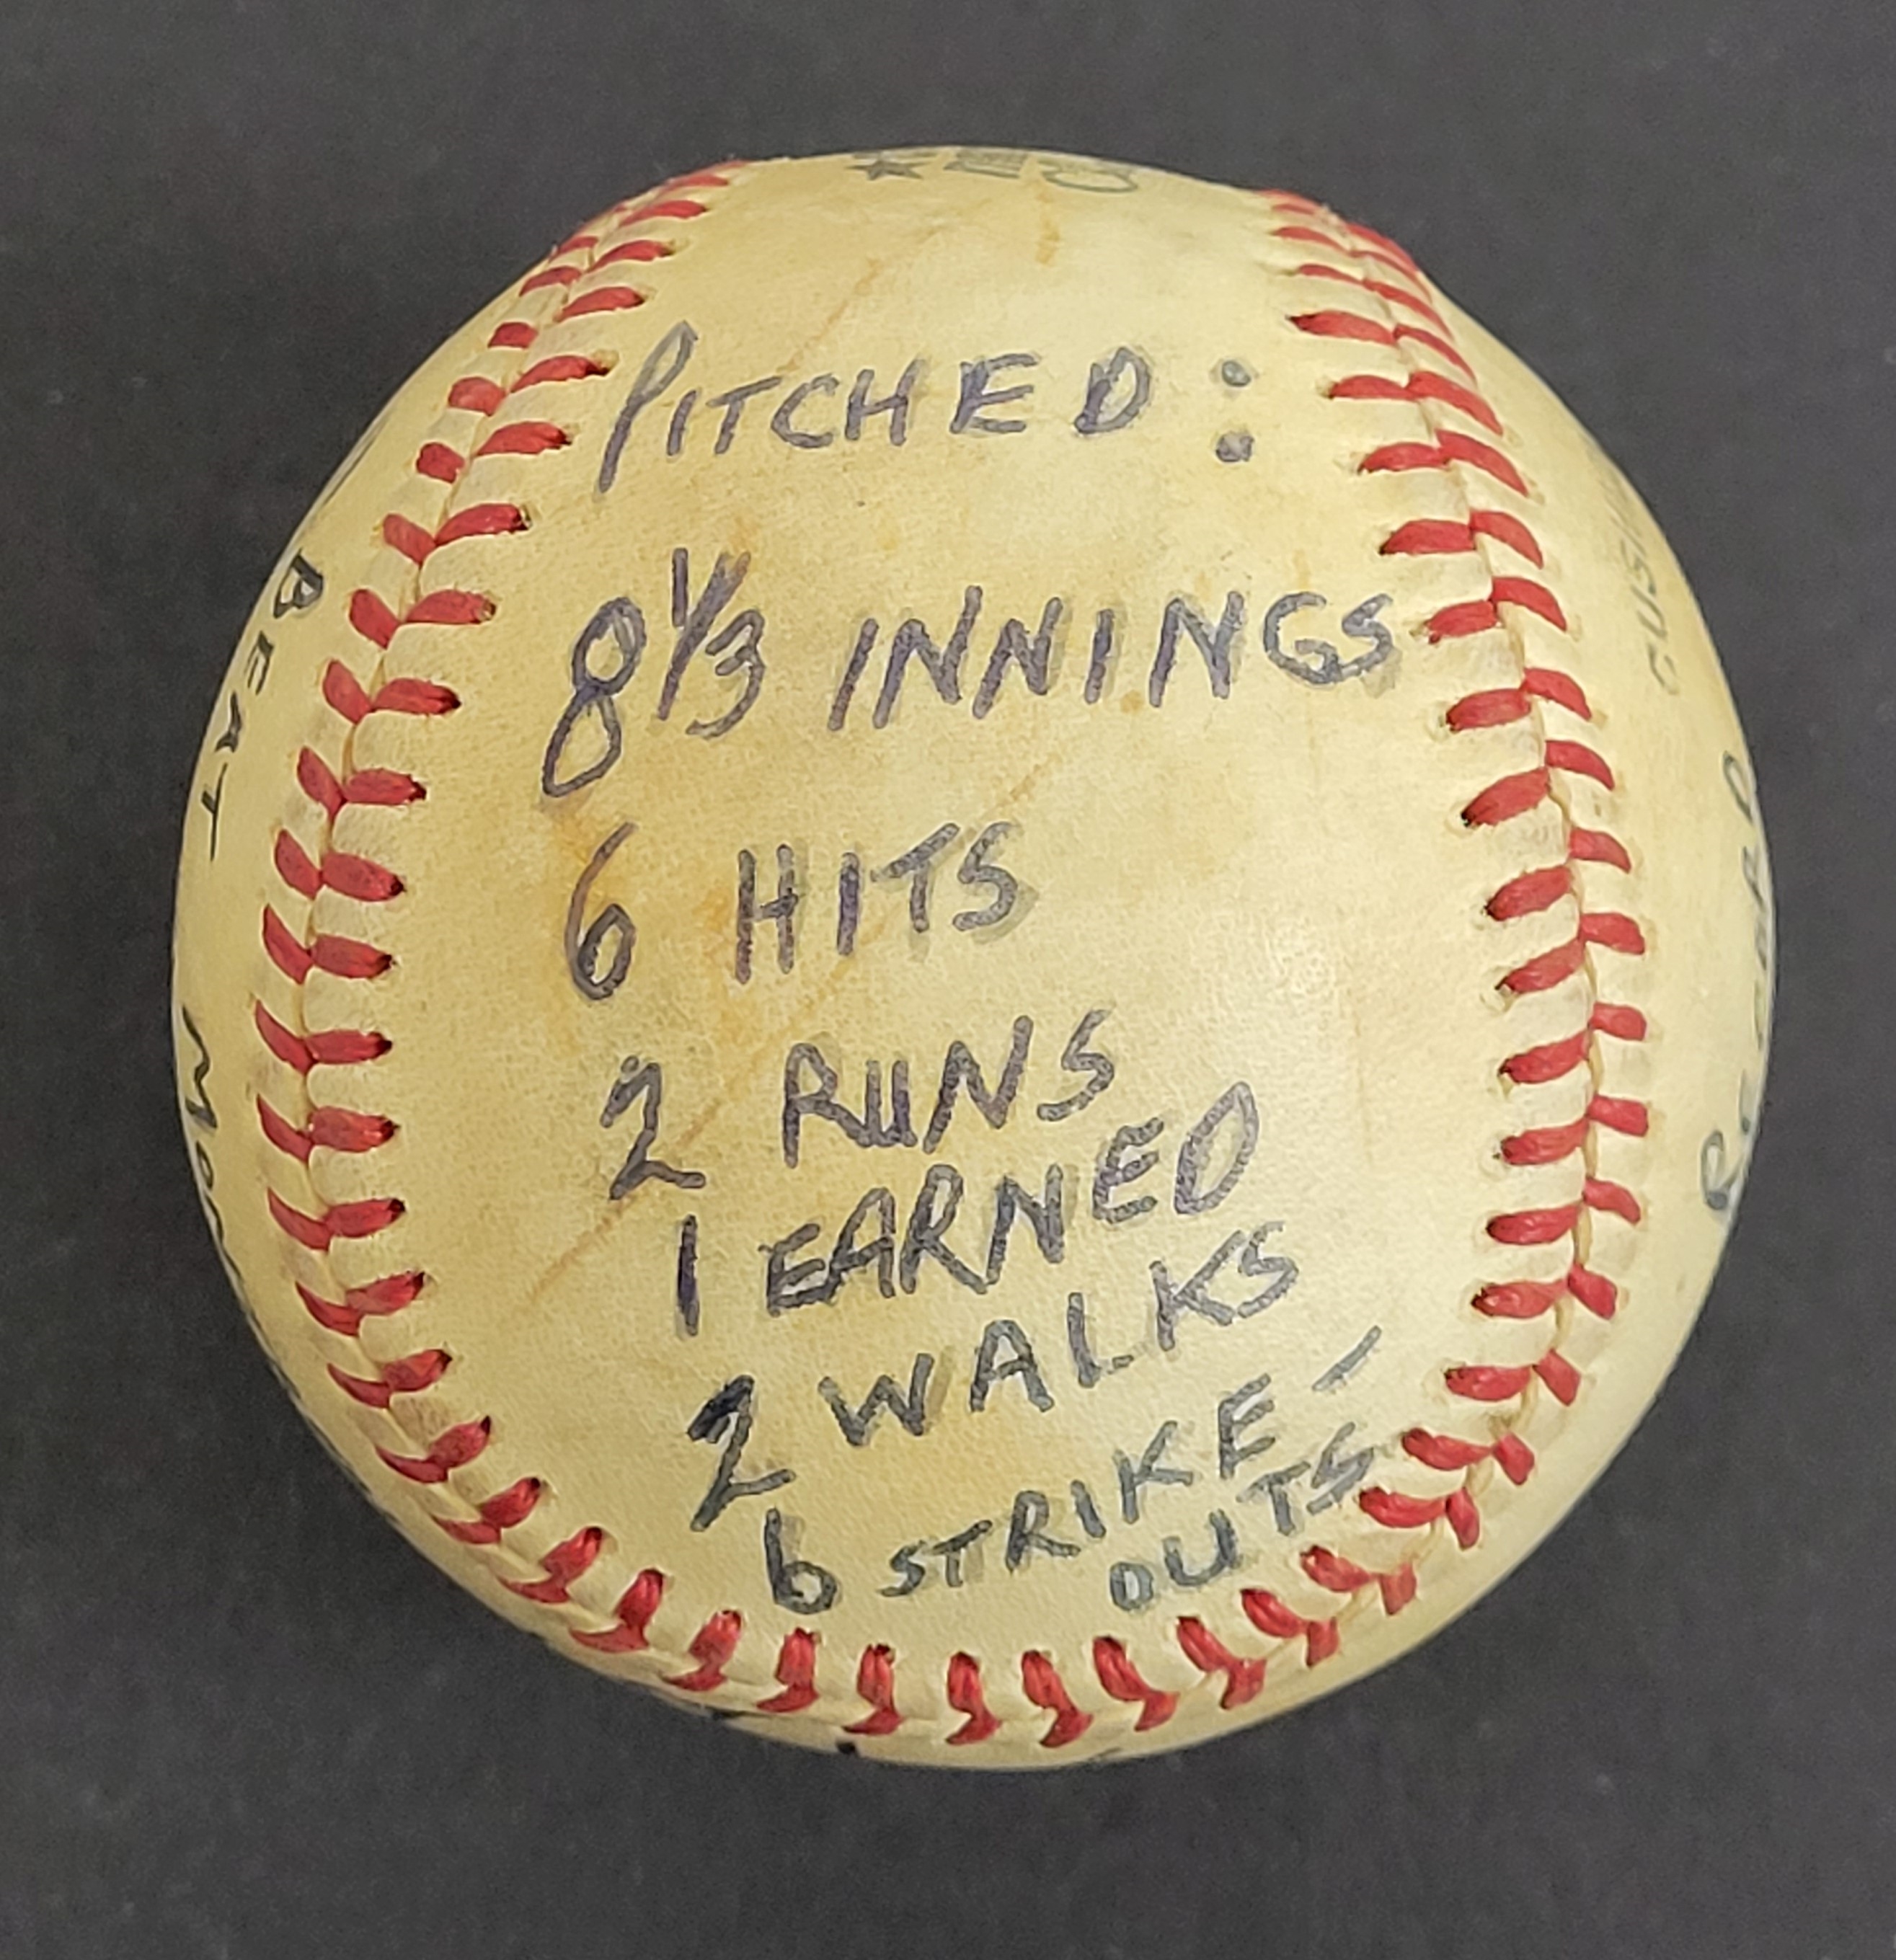 PITCHED:
8 1/3 INNINGS
6 HITS
2 RUNS
1 EARNED
2 WALKS
6 STRIKE-
OUTS
BEAT